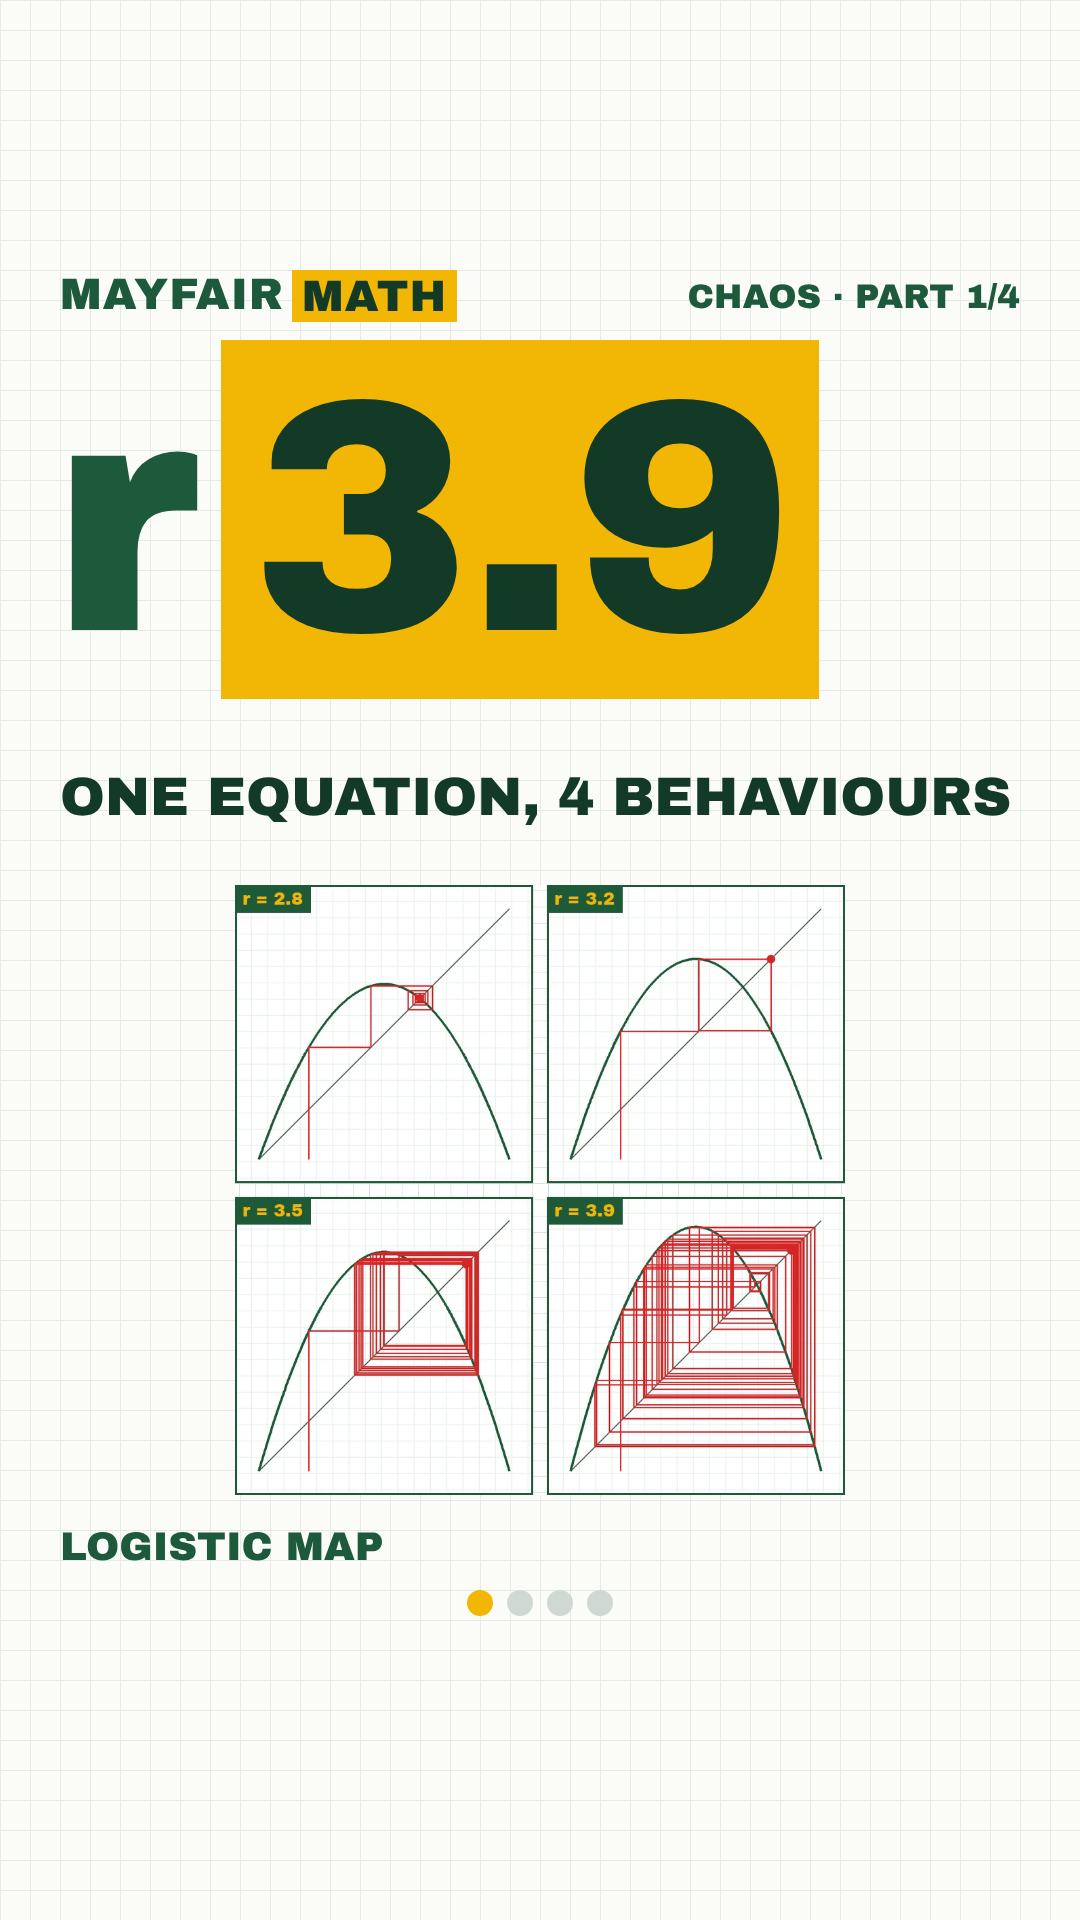 MAYFAIR MATH
CHAOS · PART 1/4
r 3.9
ONE EQUATION, 4 BEHAVIOURS
r = 2.8
r = 3.2
r = 3.5
r = 3.9
LOGISTIC MAP